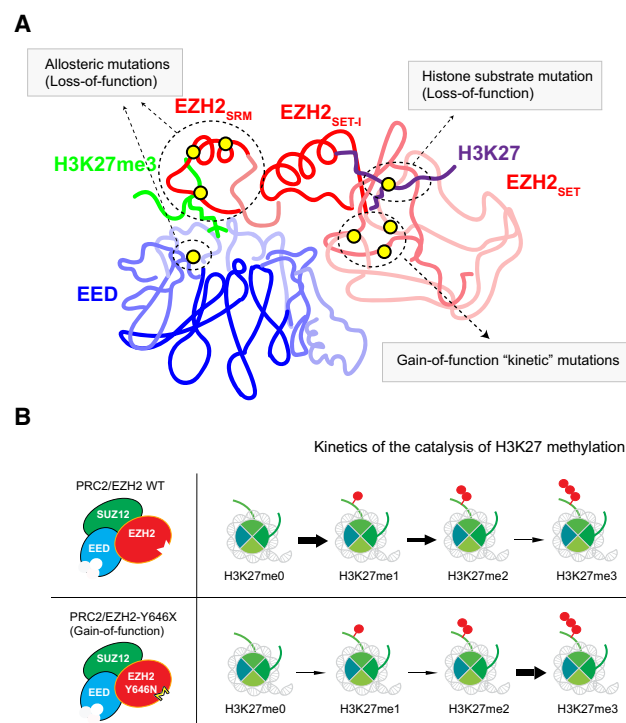 A
Allosteric mutations
(Loss-of-function)
Histone substrate mutation
(Loss-of-function)
EZH2SRM
EZH2SET-I
H3K27me3
H3K27
EZH2SET
EED
Gain-of-function “kinetic” mutations
B
Kinetics of the catalysis of H3K27 methylation
PRC2/EZH2 WT
SUZ12
EZH2
EED
H3K27me0
H3K27me1
H3K27me2
H3K27me3
PRC2/EZH2-Y646X
(Gain-of-function)
SUZ12
EZH2
Y646N
EED
H3K27me0
H3K27me1
H3K27me2
H3K27me3